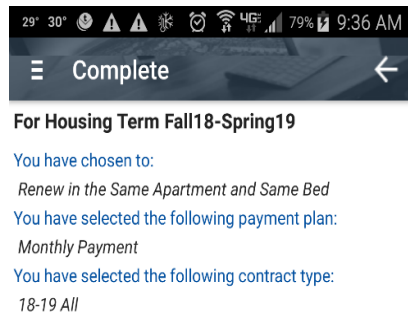 29° 30° 4G 79% 9:36 AM
Complete
For Housing Term Fall18-Spring19
You have chosen to:
Renew in the Same Apartment and Same Bed
You have selected the following payment plan:
Monthly Payment
You have selected the following contract type:
18-19 All